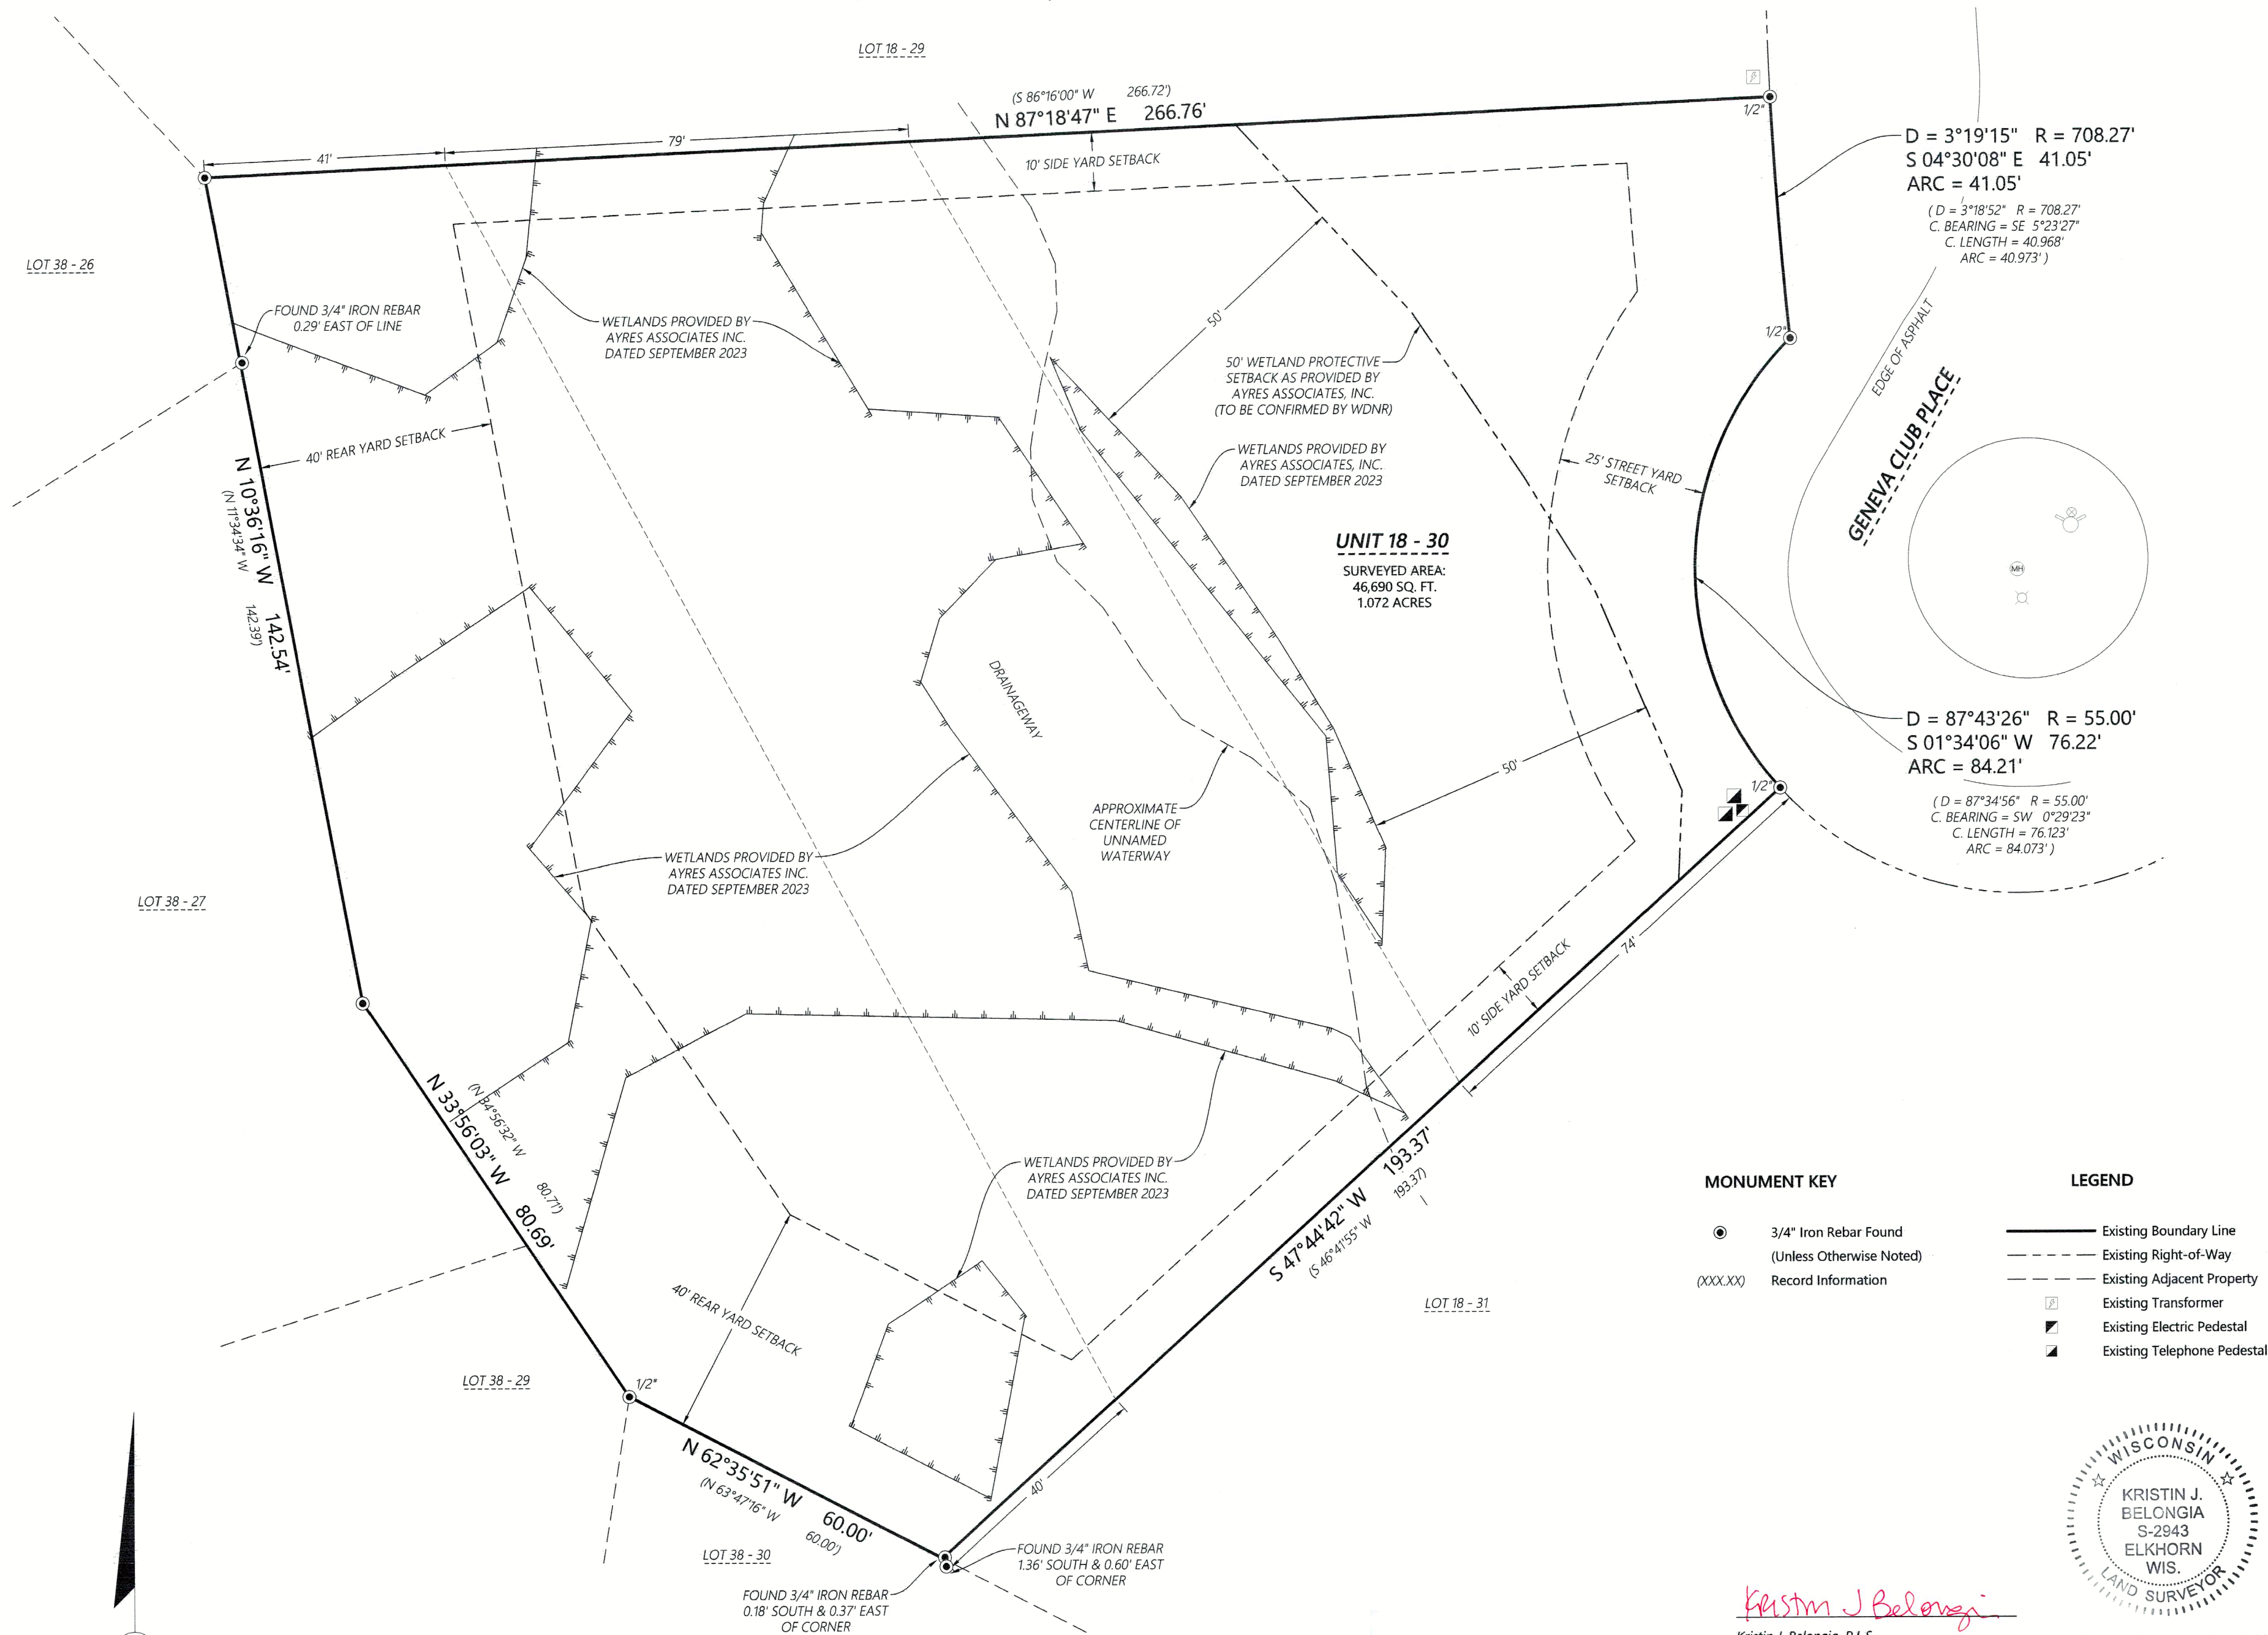 LOT 18 - 29
(S 86°16'00" W 266.72')
N 87°18'47" E 266.76'
1/2"
41'
79'
10' SIDE YARD SETBACK
D = 3°19'15" R = 708.27'
S 04°30'08" E 41.05'
ARC = 41.05'
( D = 3°18'52" R = 708.27'
C. BEARING = SE 5°23'27"
C. LENGTH = 40.968'
ARC = 40.973' )
LOT 38 - 26
FOUND 3/4" IRON REBAR
0.29' EAST OF LINE
WETLANDS PROVIDED BY
AYRES ASSOCIATES INC.
DATED SEPTEMBER 2023
50'
1/2"
EDGE OF ASPHALT
50' WETLAND PROTECTIVE
SETBACK AS PROVIDED BY
AYRES ASSOCIATES, INC.
(TO BE CONFIRMED BY WDNR)
GENEVA CLUB PLACE
40' REAR YARD SETBACK
WETLANDS PROVIDED BY
AYRES ASSOCIATES, INC.
DATED SEPTEMBER 2023
25' STREET YARD
SETBACK
N 10°36'16" W 142.54'
(N 11°34'34" W 142.39')
UNIT 18 - 30
SURVEYED AREA:
46,690 SQ. FT.
1.072 ACRES
MH
DRAINAGEWAY
D = 87°43'26" R = 55.00'
S 01°34'06" W 76.22'
ARC = 84.21'
( D = 87°34'56" R = 55.00'
C. BEARING = SW 0°29'23"
C. LENGTH = 76.123'
ARC = 84.073' )
50'
1/2"
APPROXIMATE
CENTERLINE OF
UNNAMED
WATERWAY
WETLANDS PROVIDED BY
AYRES ASSOCIATES INC.
DATED SEPTEMBER 2023
LOT 38 - 27
74'
10' SIDE YARD SETBACK
N 33°56'03" W 80.69'
(N 34°56'32" W 80.71')
WETLANDS PROVIDED BY
AYRES ASSOCIATES INC.
DATED SEPTEMBER 2023
S 47°44'42" W 193.37'
(S 46°41'55" W 193.37)
MONUMENT KEY
3/4" Iron Rebar Found
(Unless Otherwise Noted)
(XXX.XX) Record Information
LEGEND
Existing Boundary Line
Existing Right-of-Way
Existing Adjacent Property
Existing Transformer
Existing Electric Pedestal
Existing Telephone Pedestal
40' REAR YARD SETBACK
LOT 18 - 31
LOT 38 - 29
1/2"
N 62°35'51" W 60.00'
(N 63°47'16" W 60.00')
40'
LOT 38 - 30
FOUND 3/4" IRON REBAR
1.36' SOUTH & 0.60' EAST
OF CORNER
FOUND 3/4" IRON REBAR
0.18' SOUTH & 0.37' EAST
OF CORNER
WISCONSIN
KRISTIN J.
BELONGIA
S-2943
ELKHORN
WIS.
LAND SURVEYOR
Kristin J Belongia
Kristin J. Belongia, P.L.S.